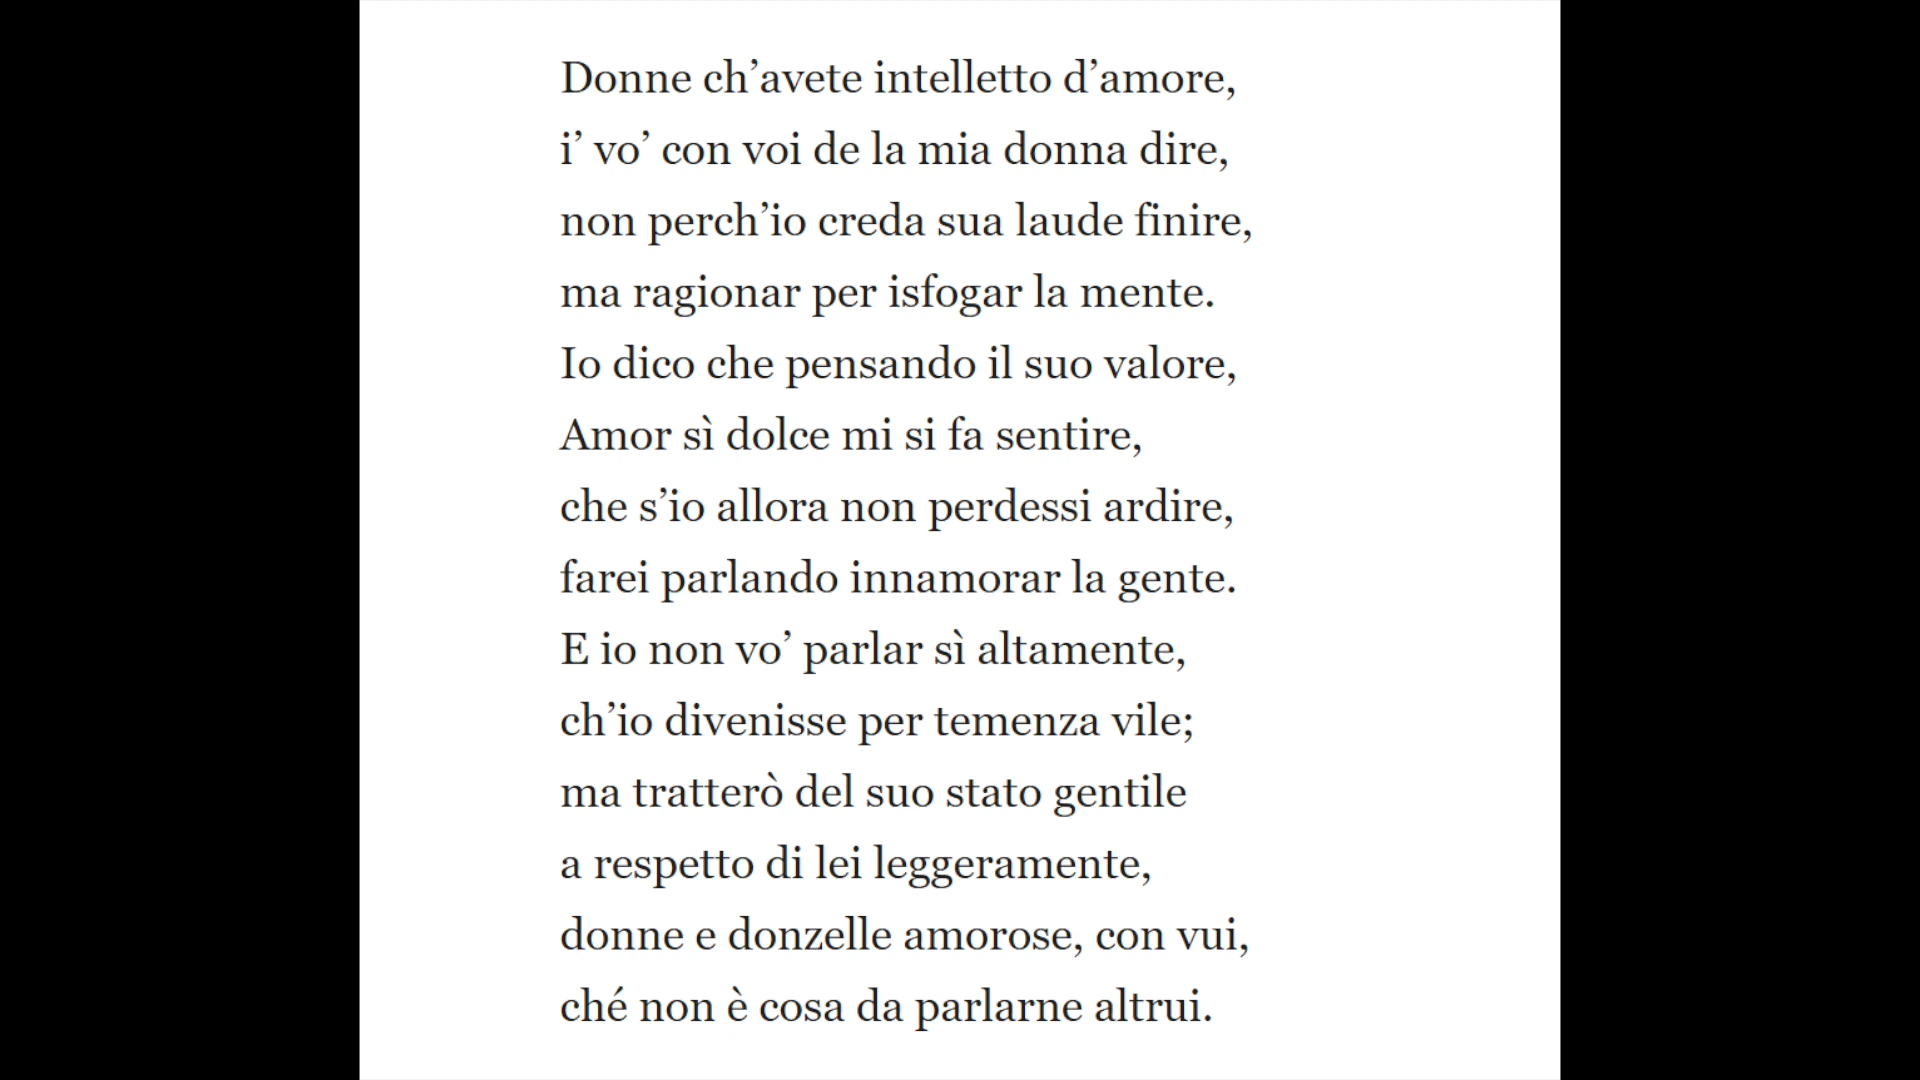 Donne ch’avete intelletto d’amore,
i’ vo’ con voi de la mia donna dire,
non perch’io creda sua laude finire,
ma ragionar per isfogar la mente.
Io dico che pensando il suo valore,
Amor sì dolce mi si fa sentire,
che s’io allora non perdessi ardire,
farei parlando innamorar la gente.
E io non vo’ parlar sì altamente,
ch’io divenisse per temenza vile;
ma tratterò del suo stato gentile
a respetto di lei leggeramente,
donne e donzelle amorose, con vui,
ché non è cosa da parlarne altrui.